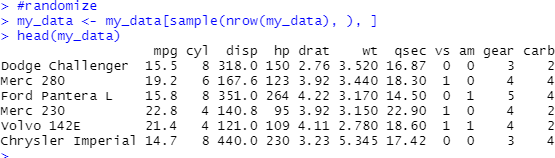 > #randomize
> my_data <- my_data[sample(nrow(my_data), ), ]
> head(my_data)
                   mpg cyl  disp  hp drat    wt  qsec vs am gear carb
Dodge Challenger  15.5   8 318.0 150 2.76 3.520 16.87  0  0    3    2
Merc 280          19.2   6 167.6 123 3.92 3.440 18.30  1  0    4    4
Ford Pantera L    15.8   8 351.0 264 4.22 3.170 14.50  0  1    5    4
Merc 230          22.8   4 140.8  95 3.92 3.150 22.90  1  0    4    2
Volvo 142E        21.4   4 121.0 109 4.11 2.780 18.60  1  1    4    2
Chrysler Imperial 14.7   8 440.0 230 3.23 5.345 17.42  0  0    3    4
>